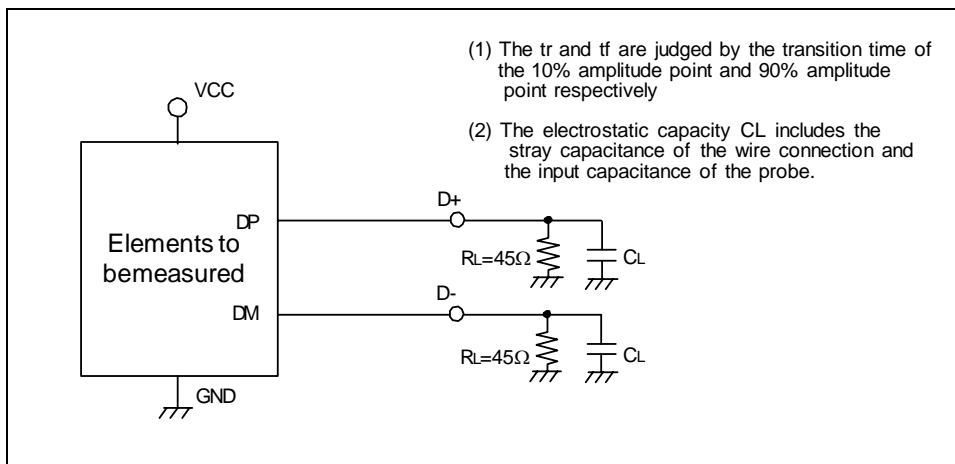 (1) The tr and tf are judged by the transition time of
the 10% amplitude point and 90% amplitude
point respectively
(2) The electrostatic capacity CL includes the
stray capacitance of the wire connection and
the input capacitance of the probe.
VCC
D+
DP
Elements to
bemeasured
RL=45Ω
CL
D-
DM
RL=45Ω
CL
GND